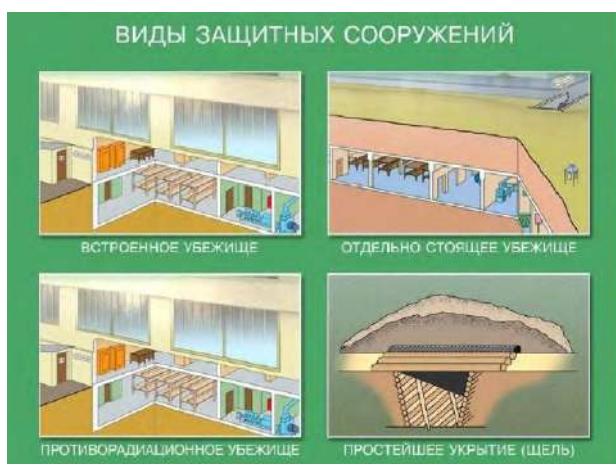 ВИДЫ ЗАЩИТНЫХ СООРУЖЕНИЙ
ВСТРОЕННОЕ УБЕЖИЩЕ
ОТДЕЛЬНО СТОЯЩЕЕ УБЕЖИЩЕ
ПРОТИВОРАДИАЦИОННОЕ УБЕЖИЩЕ
ПРОСТЕЙШЕЕ УКРЫТИЕ (ЩЕЛЬ)